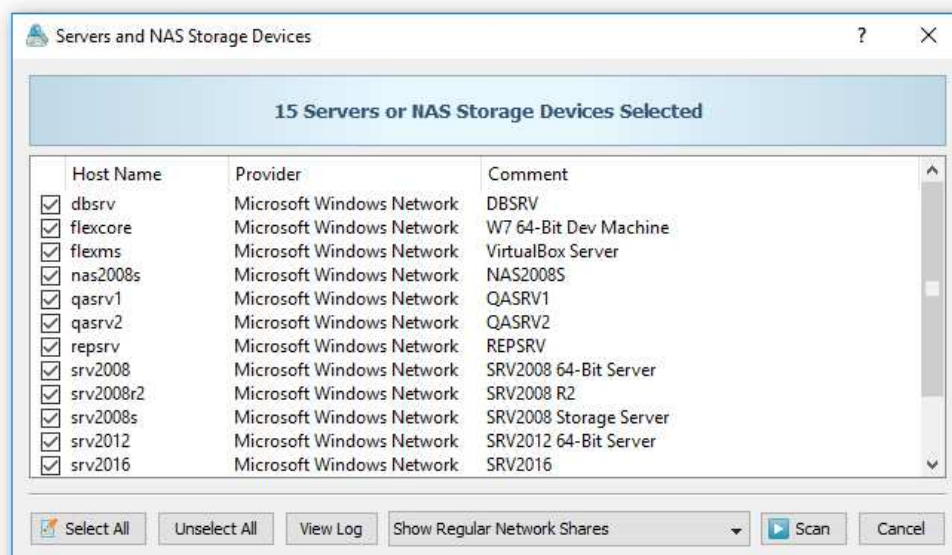 Servers and NAS Storage Devices ?
15 Servers or NAS Storage Devices Selected
Host Name Provider Comment
dbsrv Microsoft Windows Network DBSRV
flexcore Microsoft Windows Network W7 64-Bit Dev Machine
flexms Microsoft Windows Network VirtualBox Server
nas2008s Microsoft Windows Network NAS2008S
qasrv1 Microsoft Windows Network QASRV1
qasrv2 Microsoft Windows Network QASRV2
repsrv Microsoft Windows Network REPSRV
srv2008 Microsoft Windows Network SRV2008 64-Bit Server
srv2008r2 Microsoft Windows Network SRV2008 R2
srv2008s Microsoft Windows Network SRV2008 Storage Server
srv2012 Microsoft Windows Network SRV2012 64-Bit Server
srv2016 Microsoft Windows Network SRV2016
Select All Unselect All View Log Show Regular Network Shares Scan Cancel